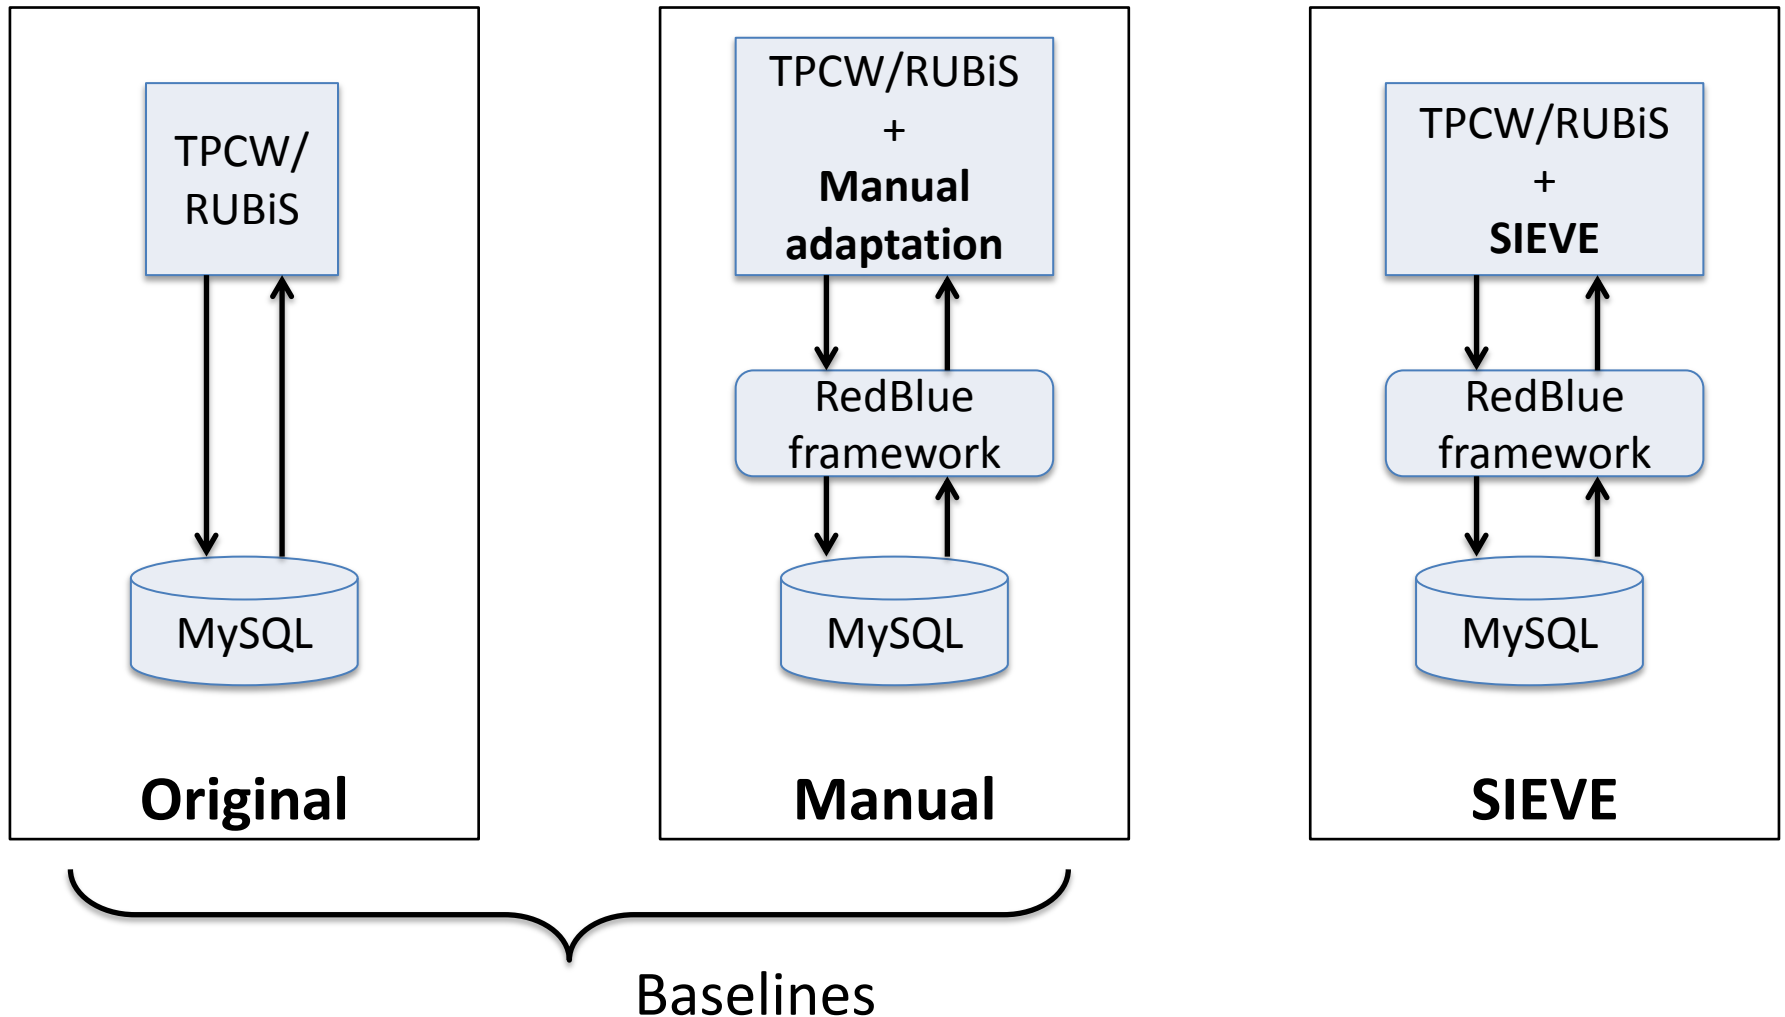 TPCW/
RUBiS
MySQL
Original
TPCW/RUBiS
+
Manual
adaptation
RedBlue
framework
MySQL
Manual
TPCW/RUBiS
+
SIEVE
RedBlue
framework
MySQL
SIEVE
Baselines